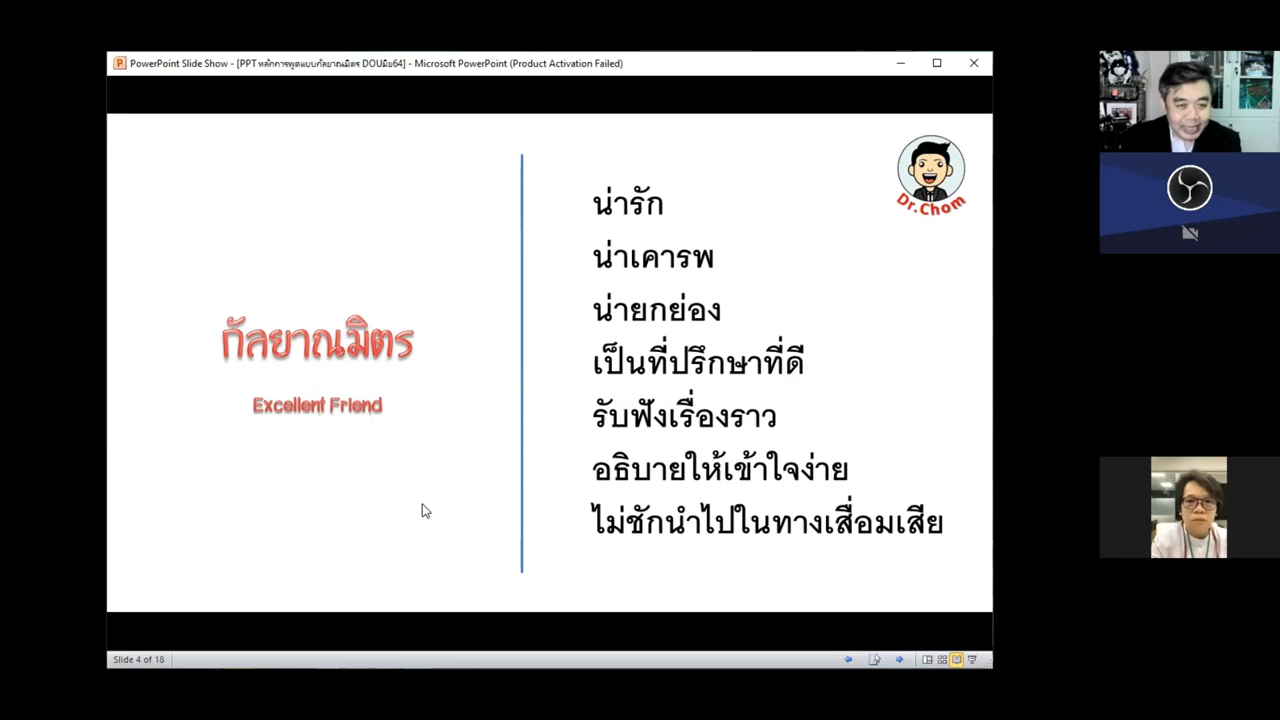 PowerPoint Slide Show - [PPT หลักการพูดแบบกัลยาณมิตร DOUมิย64] - Microsoft PowerPoint (Product Activation Failed)
Dr.Chom
น่ารัก
น่าเคารพ
น่ายกย่อง
เป็นที่ปรึกษาที่ดี
รับฟังเรื่องราว
อธิบายให้เข้าใจง่าย
ไม่ชักนำไปในทางเสื่อมเสีย
กัลยาณมิตร
Excellent Friend
Slide 4 of 18